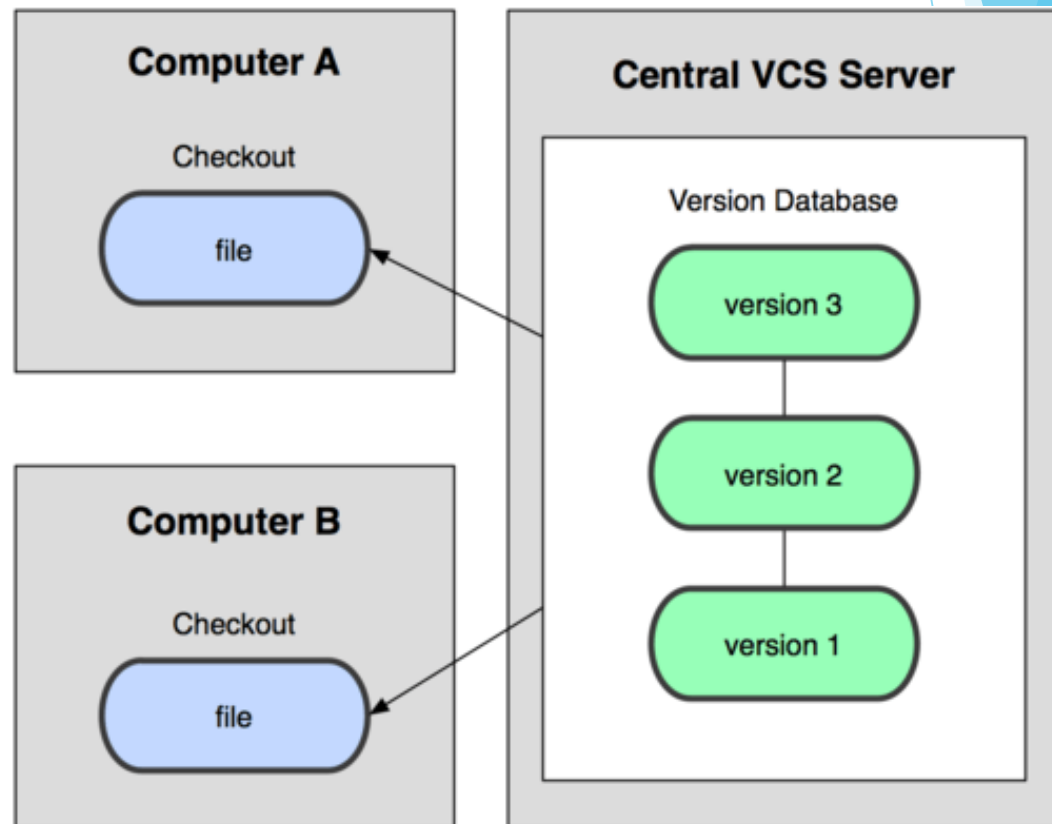 Computer A
Checkout
file
Computer B
Checkout
file
Central VCS Server
Version Database
version 3
version 2
version 1